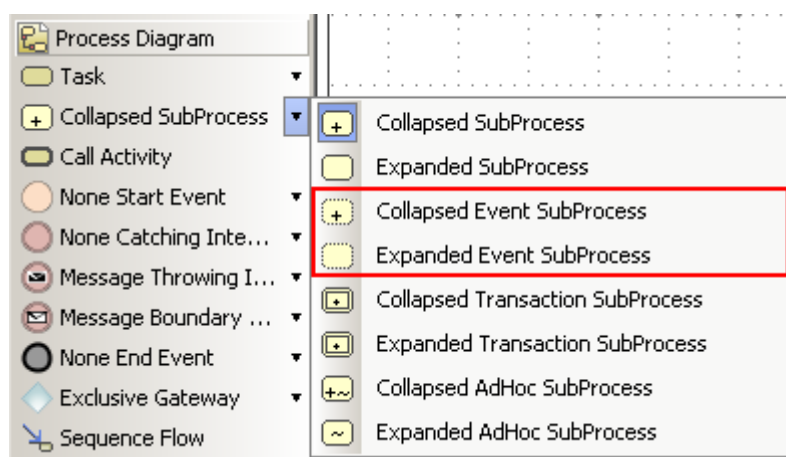 Process Diagram
Task
Collapsed SubProcess
Call Activity
None Start Event
None Catching Inte...
Message Throwing I...
Message Boundary ...
None End Event
Exclusive Gateway
Sequence Flow
Collapsed SubProcess
Expanded SubProcess
Collapsed Event SubProcess
Expanded Event SubProcess
Collapsed Transaction SubProcess
Expanded Transaction SubProcess
Collapsed AdHoc SubProcess
Expanded AdHoc SubProcess